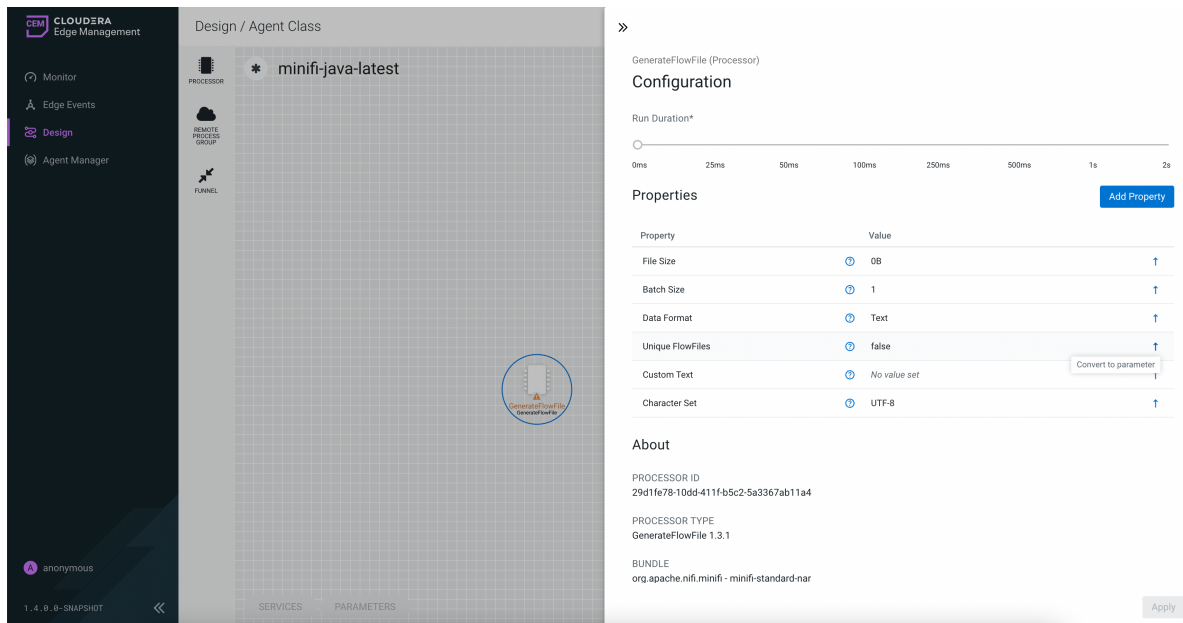 CEM
CLOUDERA
Edge Management
Monitor
Edge Events
Design
Agent Manager
A anonymous
1.4.0.0-SNAPSHOT
Design / Agent Class
PROCESSOR
REMOTE
PROCESS
GROUP
FUNNEL
* minifi-java-latest
GenerateFlowFile
GenerateFlowFile
SERVICES
PARAMETERS
GenerateFlowFile (Processor)
Configuration
Run Duration*
0ms 25ms 50ms 100ms 250ms 500ms 1s 2s
Properties
Add Property
Property Value
File Size ? 0B ↑
Batch Size ? 1 ↑
Data Format ? Text ↑
Unique FlowFiles ? false ↑
Convert to parameter
Custom Text ? No value set ↑
Character Set ? UTF-8 ↑
About
PROCESSOR ID
29d1fe78-10dd-411f-b5c2-5a3367ab11a4
PROCESSOR TYPE
GenerateFlowFile 1.3.1
BUNDLE
org.apache.nifi.minifi - minifi-standard-nar
Apply